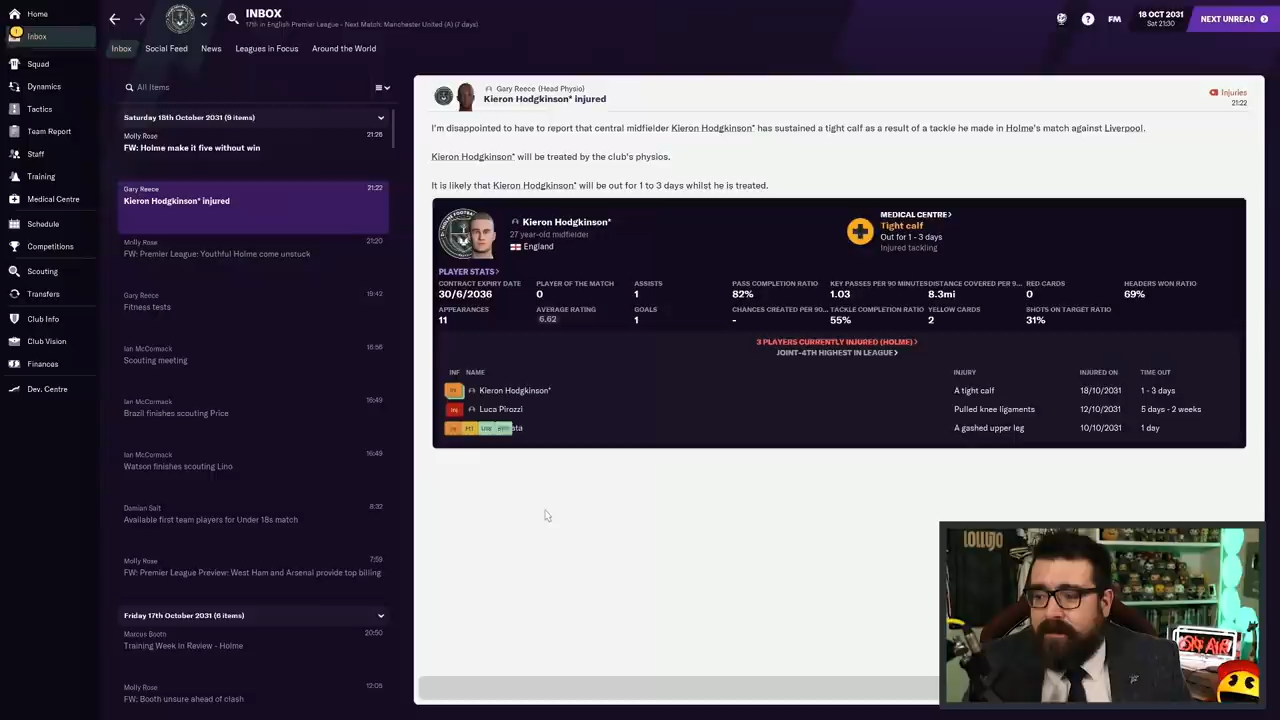 Home
Inbox
Squad
Dynamics
Tactics
Team Report
Staff
Training
Medical Centre
Schedule
Competitions
Scouting
Transfers
Club Info
Club Vision
Finances
Dev. Centre
INBOX
17th in English Premier League - Next Match: Manchester United (A) (7 days)
FM
18 OCT 2031
Sat 21:30
NEXT UNREAD
Inbox
Social Feed
News
Leagues in Focus
Around the World
All Items
Saturday 18th October 2031 (9 items)
Molly Rose 21:26
FW: Holme make it five without win
Gary Reece 21:22
Kieron Hodgkinson* injured
Molly Rose 21:20
FW: Premier League: Youthful Holme come unstuck
Gary Reece 19:42
Fitness tests
Ian McCormack 16:56
Scouting meeting
Ian McCormack 16:49
Brazil finishes scouting Price
Ian McCormack 16:49
Watson finishes scouting Lino
Damian Salt 8:32
Available first team players for Under 18s match
Molly Rose 7:59
FW: Premier League Preview: West Ham and Arsenal provide top billing
Friday 17th October 2031 (6 items)
Marcus Booth 20:50
Training Week in Review - Holme
Molly Rose 12:05
FW: Booth unsure ahead of clash
Gary Reece (Head Physio)
Kieron Hodgkinson* injured
Injuries
21:22
I'm disappointed to have to report that central midfielder Kieron Hodgkinson* has sustained a tight calf as a result of a tackle he made in Holme's match against Liverpool.
Kieron Hodgkinson* will be treated by the club's physios.
It is likely that Kieron Hodgkinson* will be out for 1 to 3 days whilst he is treated.
Kieron Hodgkinson*
27 year-old midfielder
England
MEDICAL CENTRE>
Tight calf
Out for 1 - 3 days
Injured tackling
PLAYER STATS>
CONTRACT EXPIRY DATE PLAYER OF THE MATCH ASSISTS PASS COMPLETION RATIO KEY PASSES PER 90 MINUTES DISTANCE COVERED PER 9... RED CARDS HEADERS WON RATIO
30/6/2036 0 1 82% 1.03 8.3mi 0 69%
APPEARANCES AVERAGE RATING GOALS CHANCES CREATED PER 90... TACKLE COMPLETION RATIO YELLOW CARDS SHOTS ON TARGET RATIO
11 6.62 1 - 55% 2 31%
3 PLAYERS CURRENTLY INJURED (HOLME) >
JOINT-4TH HIGHEST IN LEAGUE>
INF NAME INJURY INJURED ON TIME OUT
Kieron Hodgkinson* A tight calf 18/10/2031 1 - 3 days
INJ Luca Pirozzi Pulled knee ligaments 12/10/2031 5 days - 2 weeks
ata A gashed upper leg 10/10/2031 1 day
LOLLUJO
ON AIR